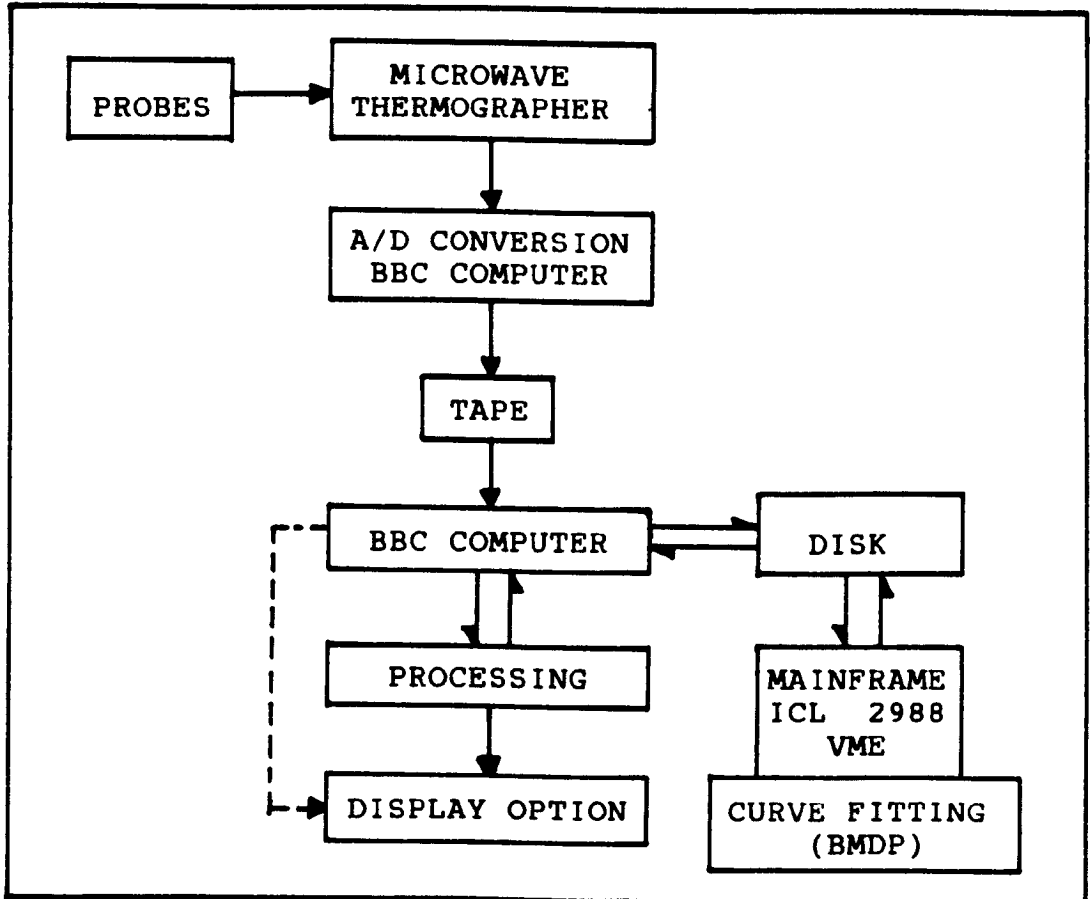 PROBES
MICROWAVE
THERMOGRAPHER
A/D CONVERSION
BBC COMPUTER
TAPE
BBC COMPUTER
DISK
PROCESSING
MAINFRAME
ICL 2988
VME
DISPLAY OPTION
CURVE FITTING
(BMDP)